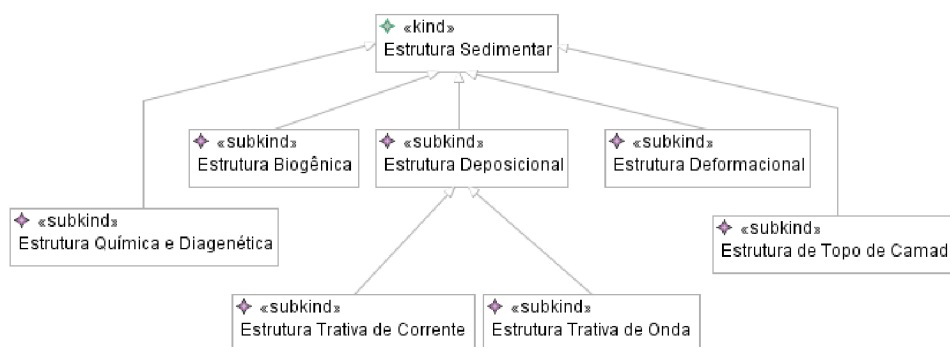 «kind»
Estrutura Sedimentar
«subkind»
Estrutura Biogênica
«subkind»
Estrutura Deposicional
«subkind»
Estrutura Deformacional
«subkind»
Estrutura Química e Diagenética
«subkind»
Estrutura de Topo de Camad
«subkind»
Estrutura Trativa de Corrente
«subkind»
Estrutura Trativa de Onda